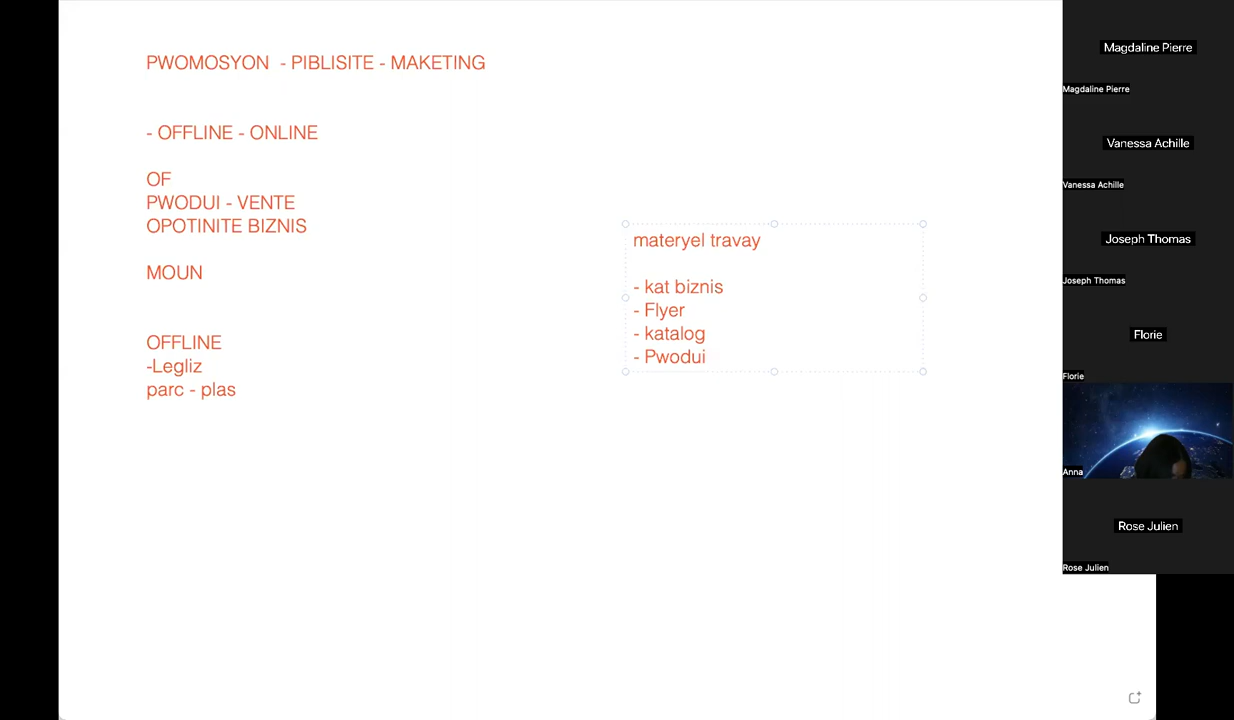 PWOMOSYON - PIBLISITE - MAKETING
- OFFLINE - ONLINE
OF
PWODUI - VENTE
OPOTINITE BIZNIS
MOUN
OFFLINE
-Legliz
parc - plas
materyel travay
- kat biznis
- Flyer
- katalog
- Pwodui
Magdaline Pierre
Magdaline Pierre
Vanessa Achille
Vanessa Achille
Joseph Thomas
Joseph Thomas
Florie
Florie
Anna
Rose Julien
Rose Julien